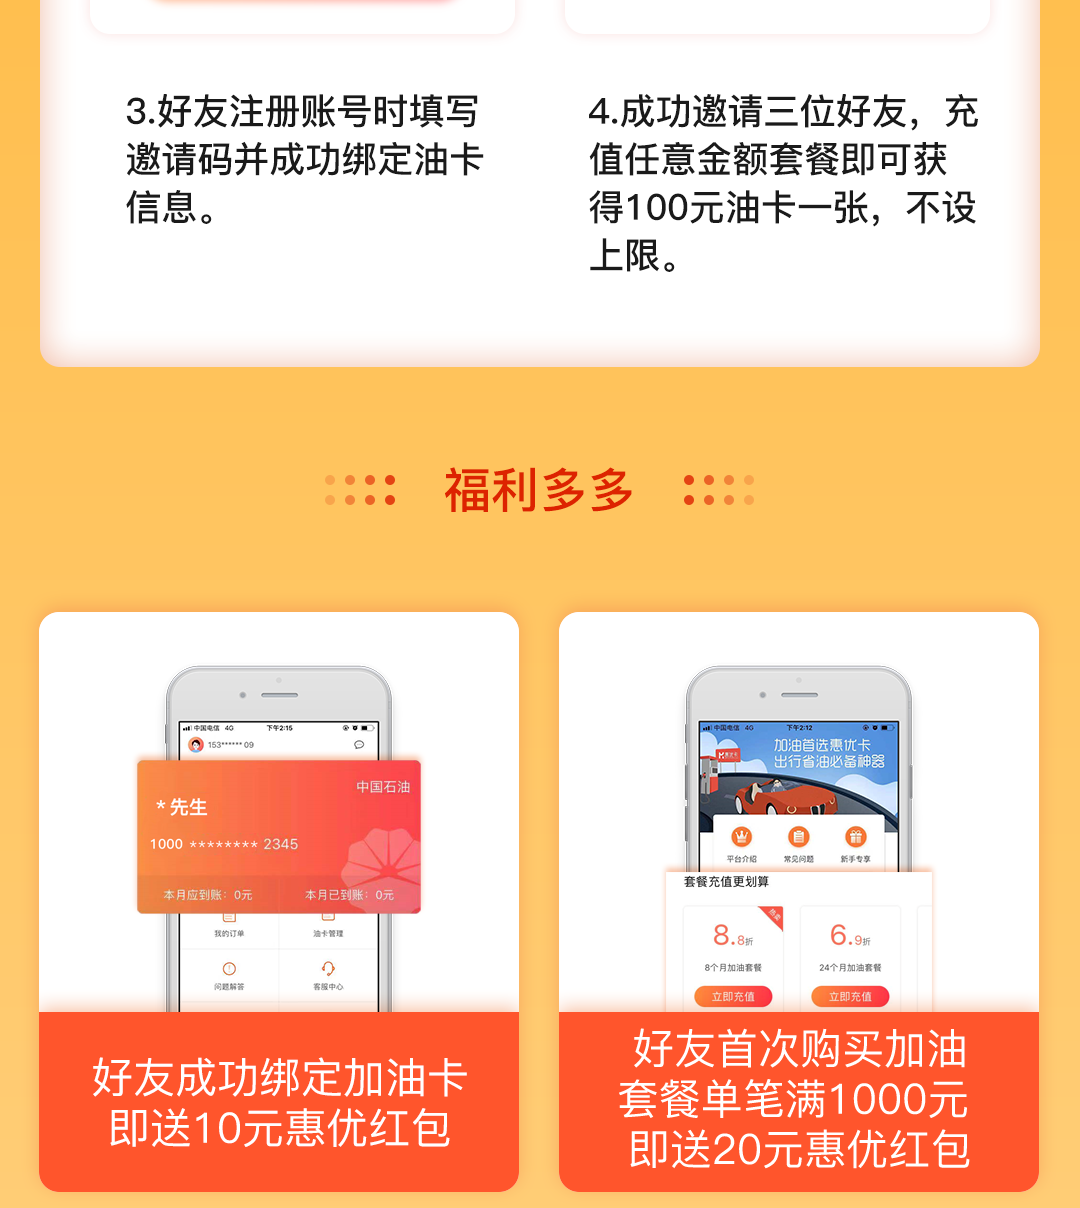 3.好友注册账号时填写
邀请码并成功绑定油卡
信息。
4.成功邀请三位好友，充
值任意金额套餐即可获
得100元油卡一张，不设
上限。
福利多多
中国电信 4G 下午2:15
153****** 09
中国石油
* 先生
1000 ******** 2345
本月应到账：0元 本月已到账：0元
我的订单 油卡管理
问题解答 客服中心
好友成功绑定加油卡
即送10元惠优红包
中国电信 4G 下午2:12
加油首选惠优卡
出行省油必备神器
平台介绍 常见问题 新手专享
套餐充值更划算
热卖
8.8折 6.9折
8个月加油套餐 24个月加油套餐
立即充值 立即充值
好友首次购买加油
套餐单笔满1000元
即送20元惠优红包